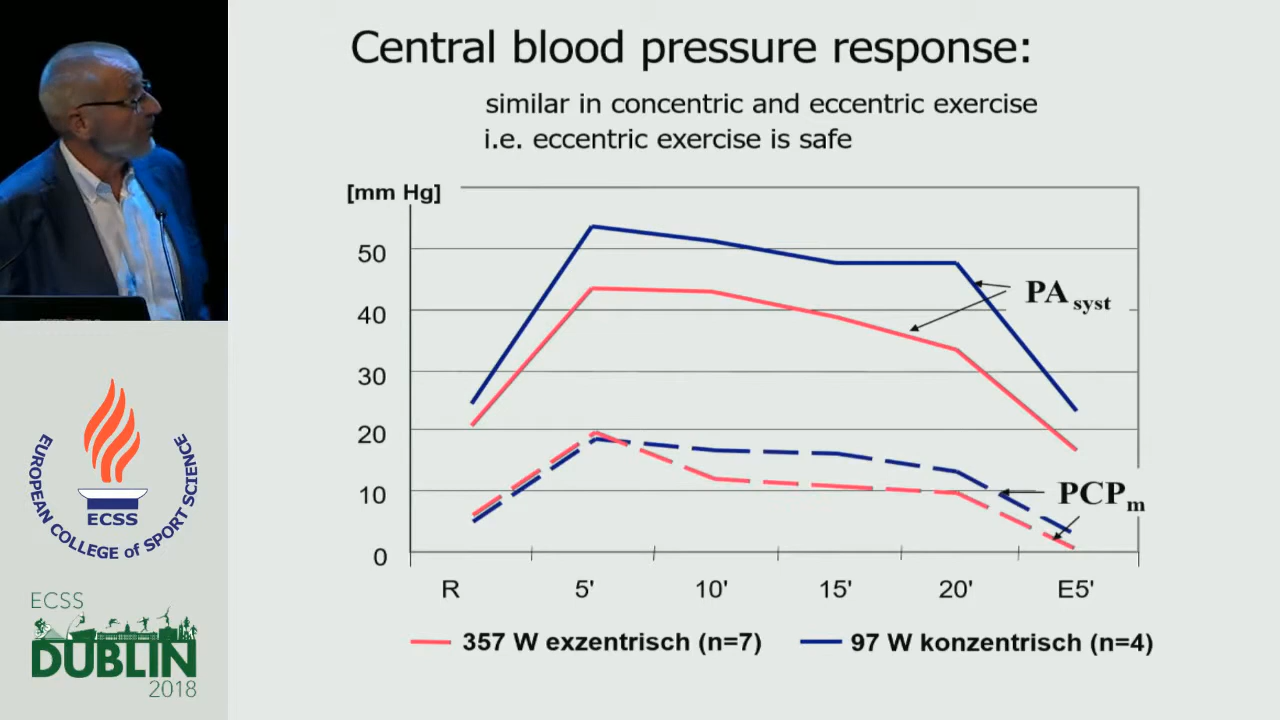 Central blood pressure response:
similar in concentric and eccentric exercise
i.e. eccentric exercise is safe
[mm Hg]
50
40
30
20
10
0
PA syst
PCPm
R 5' 10' 15' 20' E5'
357 W exzentrisch (n=7) 97 W konzentrisch (n=4)
EUROPEAN COLLEGE of SPORT SCIENCE
ECSS
ECSS
DUBLIN
2018